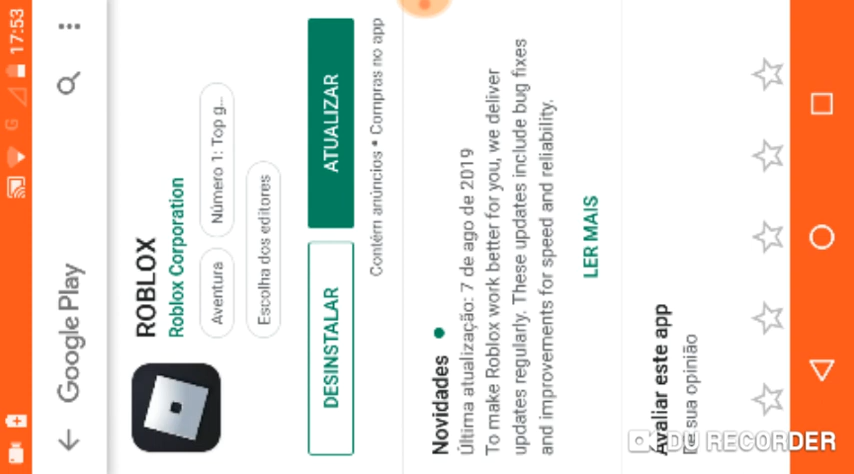 17:53
Google Play
ROBLOX
Roblox Corporation
Aventura
Número 1: Top g...
Escolha dos editores
DESINSTALAR
ATUALIZAR
Contém anúncios • Compras no app
Novidades •
Última atualização: 7 de ago de 2019
To make Roblox work better for you, we deliver
updates regularly. These updates include bug fixes
and improvements for speed and reliability.
LER MAIS
Avaliar este app
sua opinião
DU RECORDER